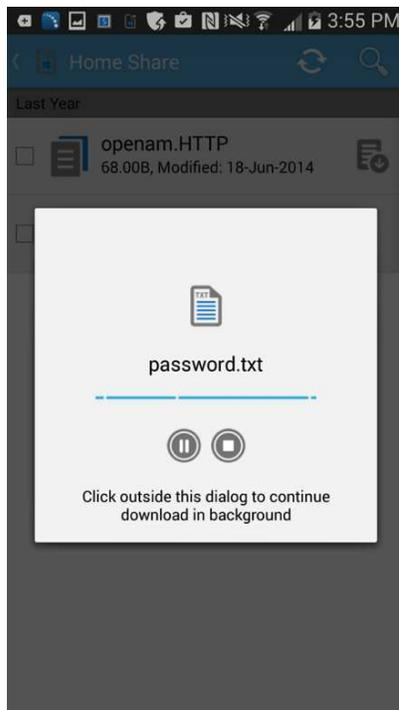 3:55 PM
Home Share
Last Year
openam.HTTP
68.00B, Modified: 18-Jun-2014
TXT
password.txt
Click outside this dialog to continue
download in background